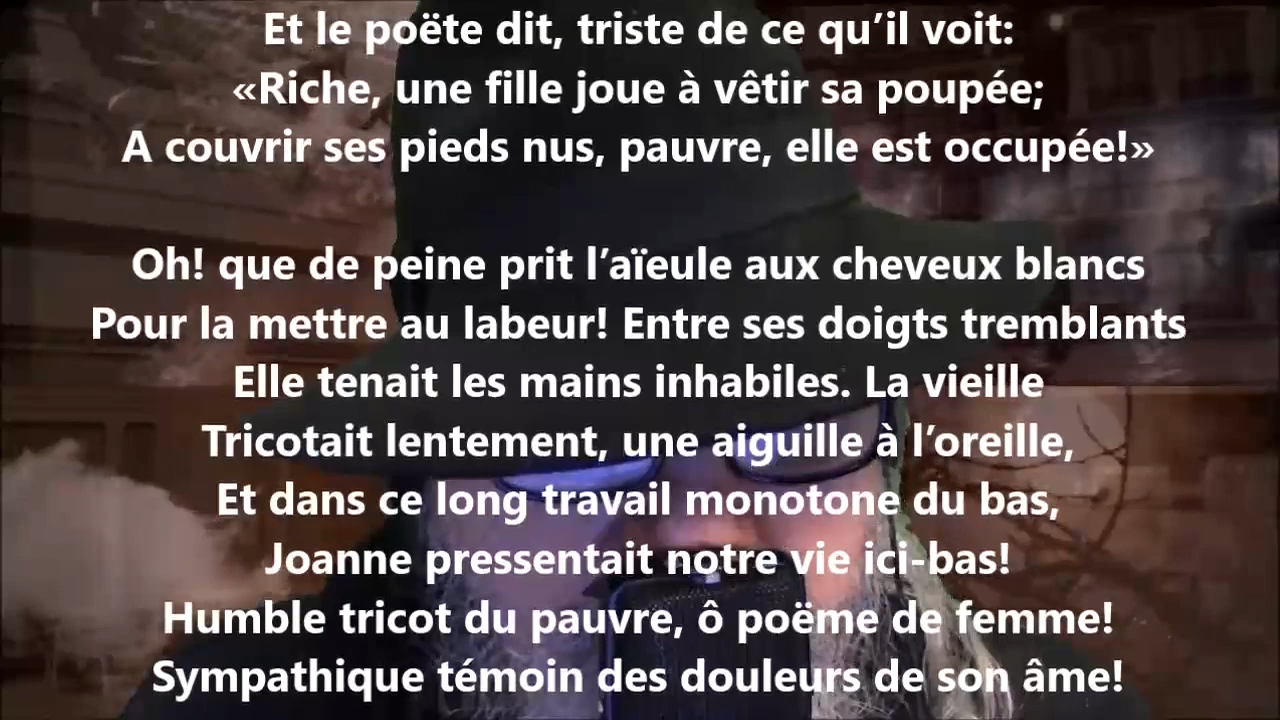 Et le poëte dit, triste de ce qu’il voit:
«Riche, une fille joue à vêtir sa poupée;
A couvrir ses pieds nus, pauvre, elle est occupée!»
Oh! que de peine prit l’aïeule aux cheveux blancs
Pour la mettre au labeur! Entre ses doigts tremblants
Elle tenait les mains inhabiles. La vieille
Tricotait lentement, une aiguille à l’oreille,
Et dans ce long travail monotone du bas,
Joanne pressentait notre vie ici-bas!
Humble tricot du pauvre, ô poëme de femme!
Sympathique témoin des douleurs de son âme!